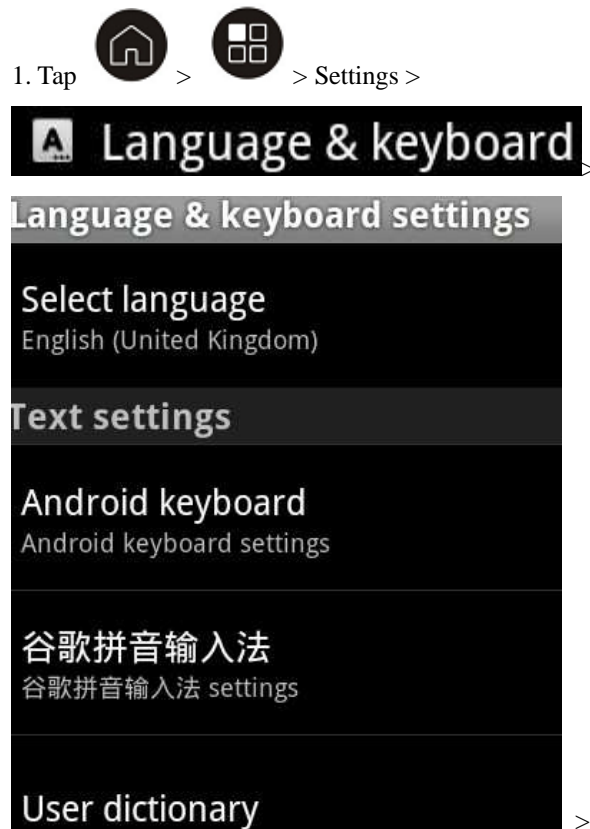 1. Tap > > > Settings >
Language & keyboard >
Language & keyboard settings
Select language
English (United Kingdom)
Text settings
Android keyboard
Android keyboard settings
谷歌拼音输入法
谷歌拼音输入法 settings
User dictionary >